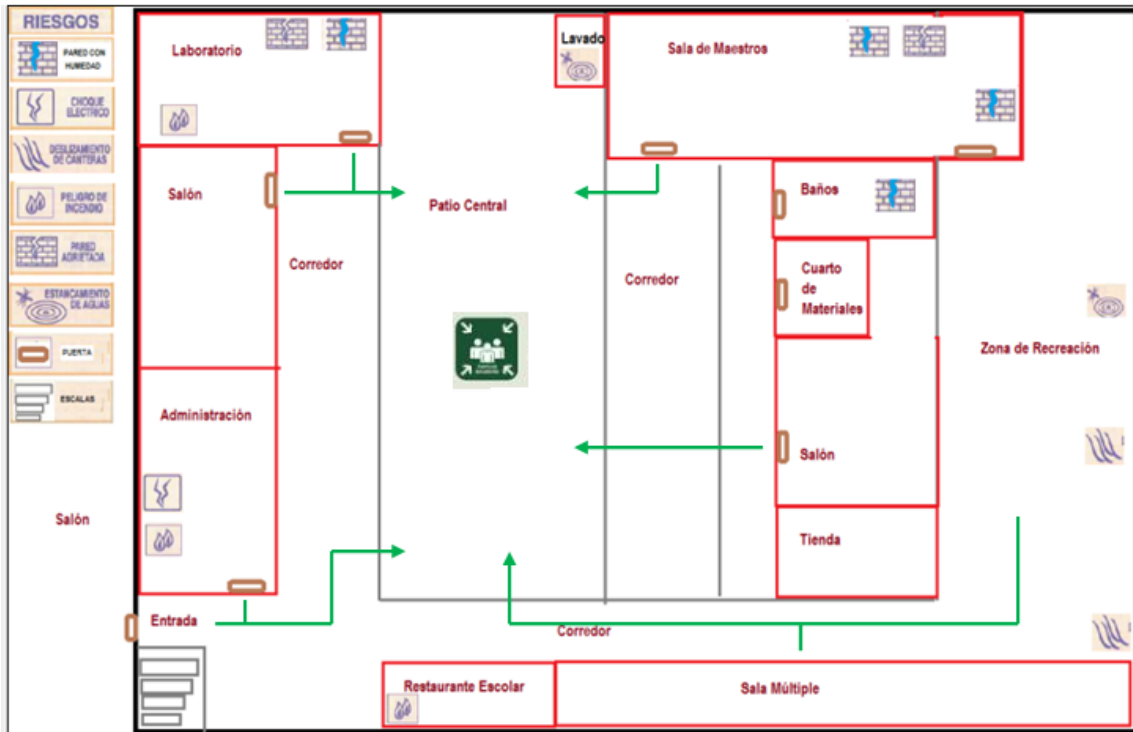 RIESGOS
PARED CON
HUMEDAD
CHOQUE
ELECTRICO
DESLIZAMIENTO
DE CANTERAS
PELIGRO DE
INCENDIO
PARED
AGRIETADA
ESTANCAMIENTO
DE AGUAS
PUERTA
ESCALAS
Salón
Laboratorio
Lavado
Sala de Maestros
Salón
Patio Central
Baños
Corredor
Corredor
Cuarto
de
Materiales
Zona de Recreación
Administración
Salón
Tienda
Entrada
Corredor
Restaurante Escolar
Sala Múltiple